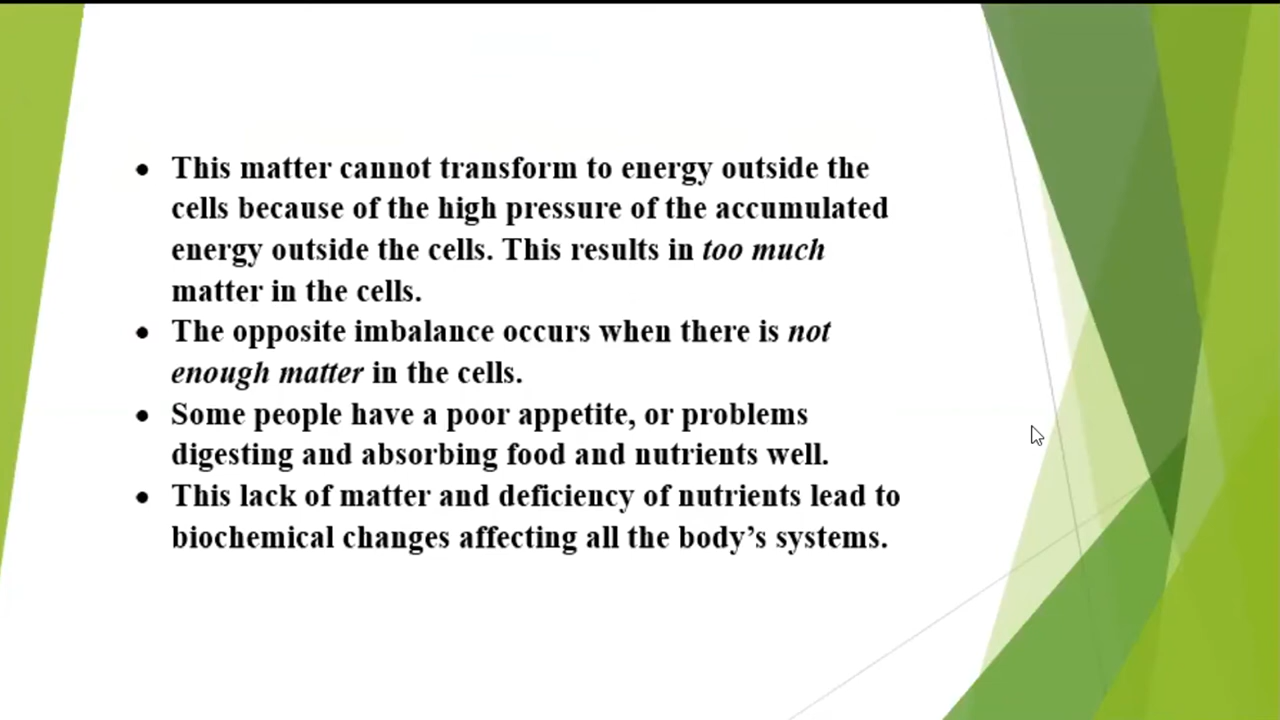 • This matter cannot transform to energy outside the
cells because of the high pressure of the accumulated
energy outside the cells. This results in too much
matter in the cells.
• The opposite imbalance occurs when there is not
enough matter in the cells.
• Some people have a poor appetite, or problems
digesting and absorbing food and nutrients well.
• This lack of matter and deficiency of nutrients lead to
biochemical changes affecting all the body’s systems.